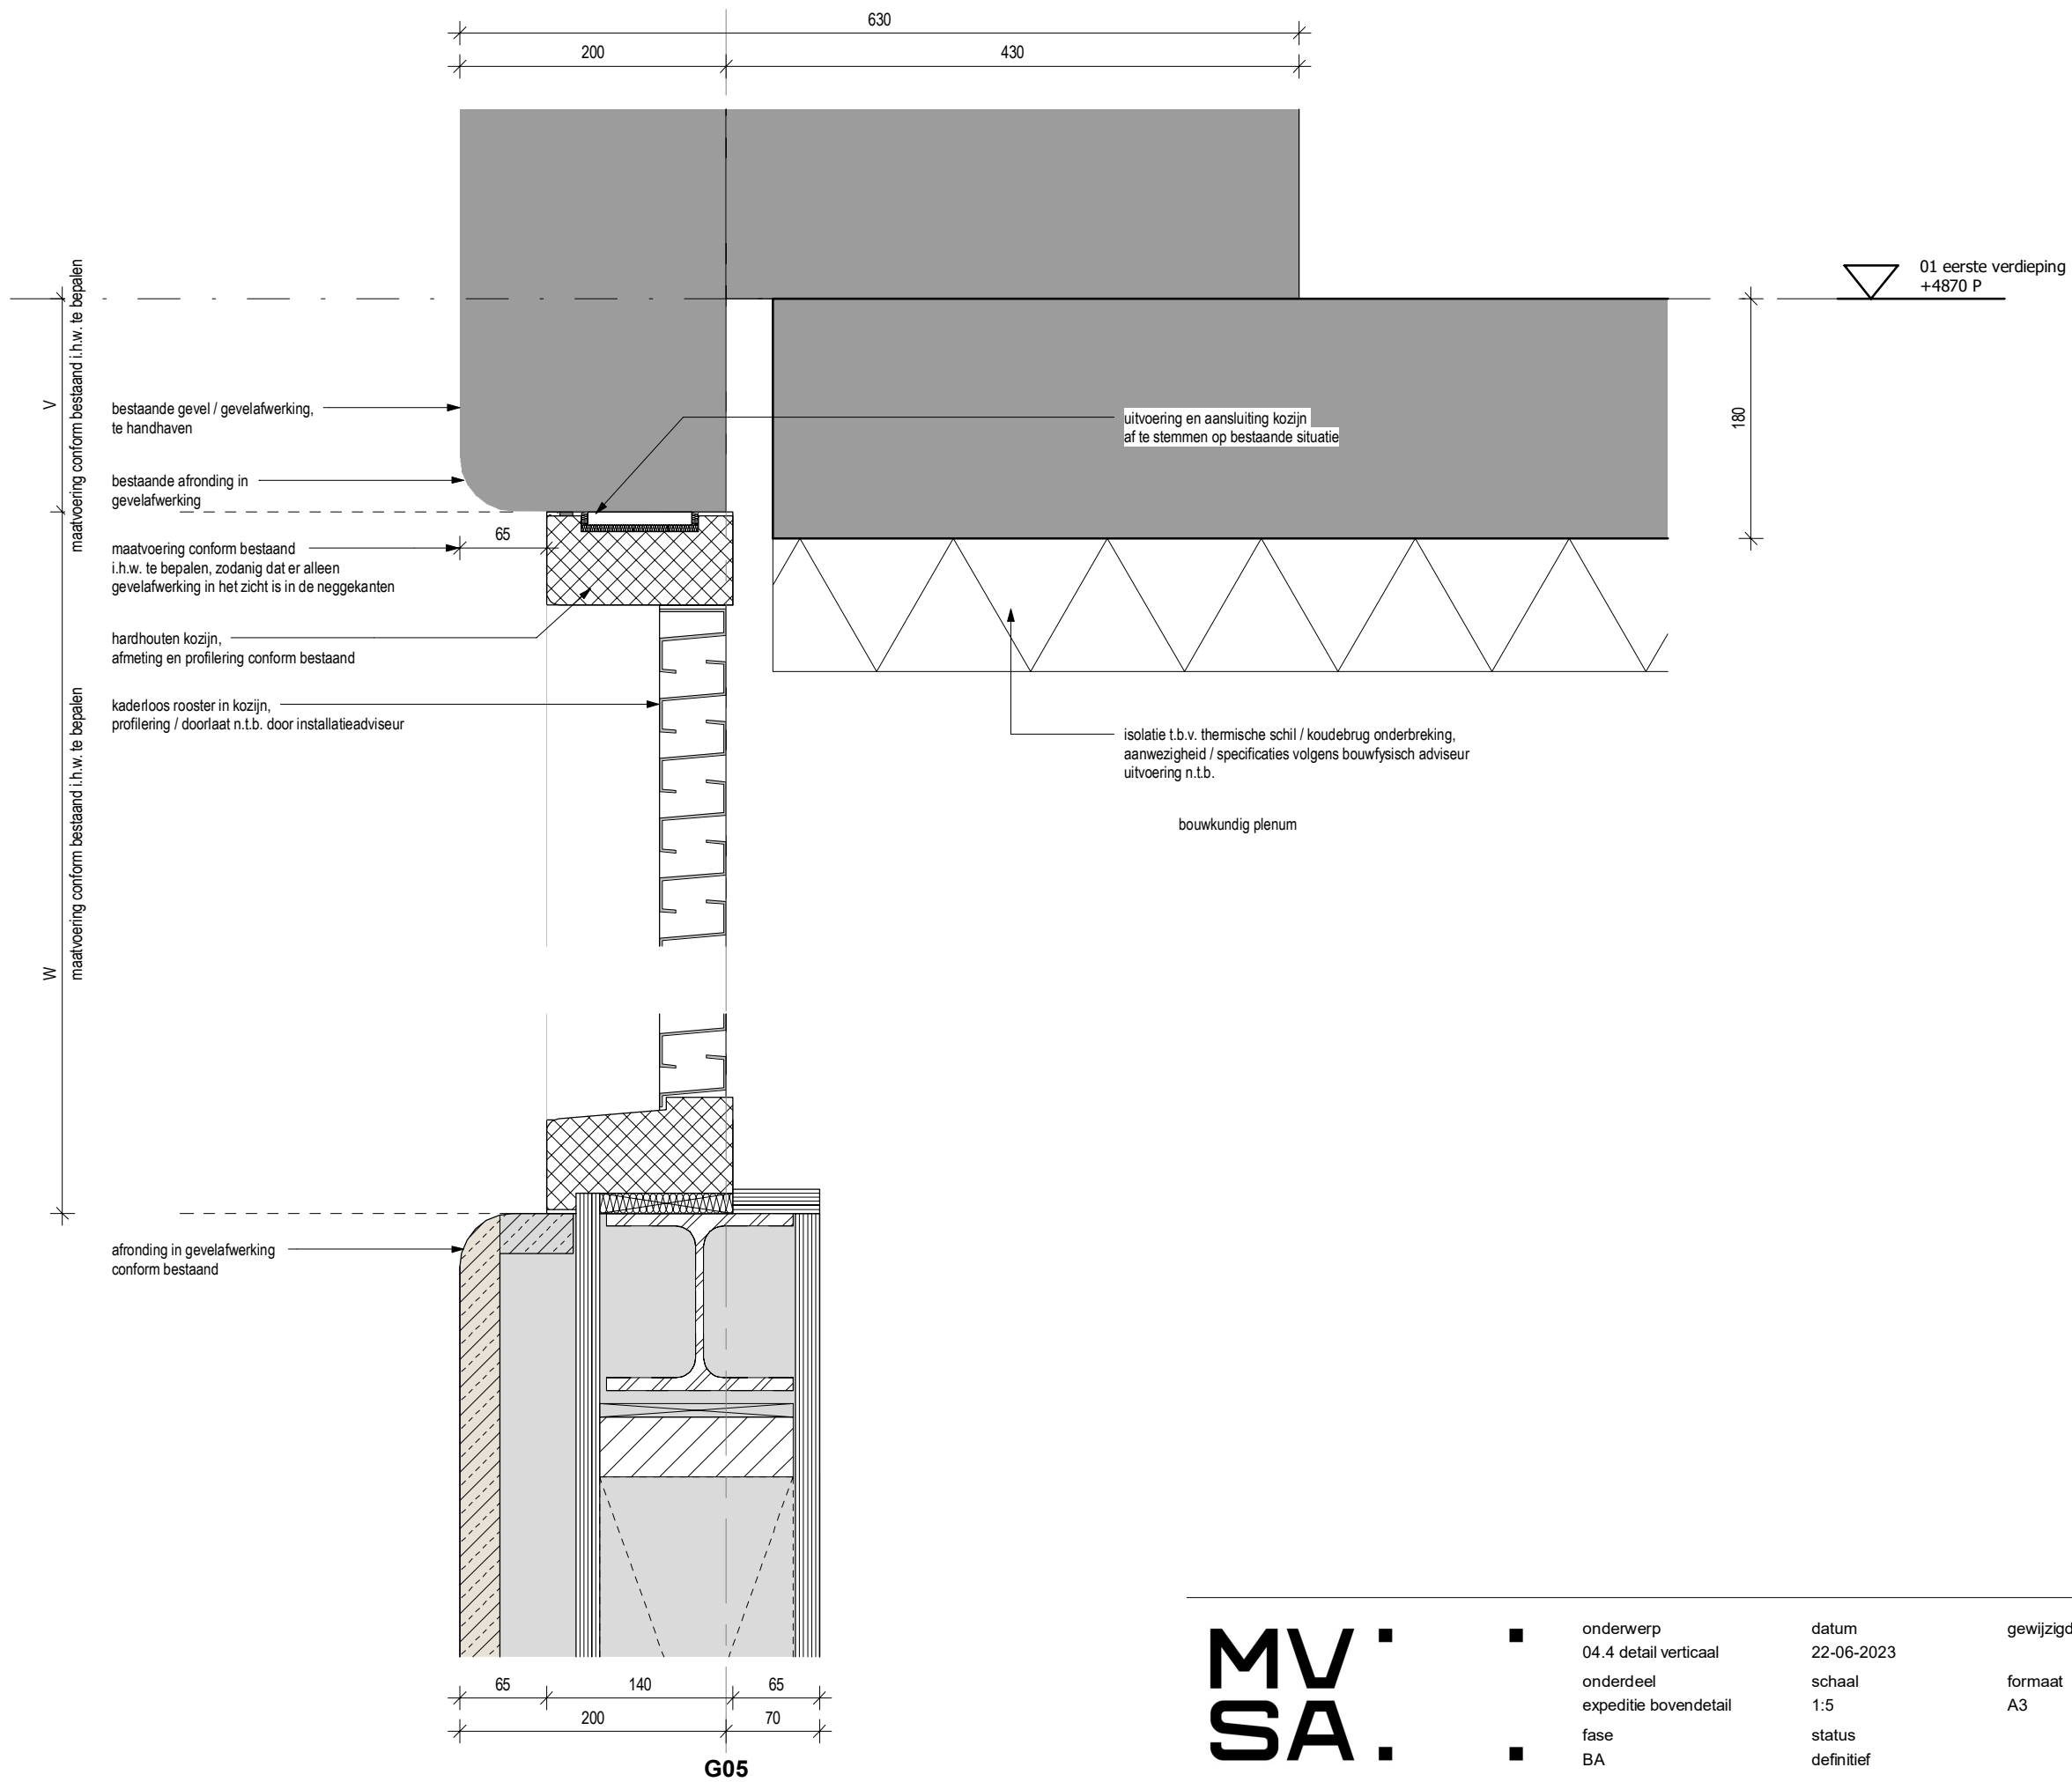 630
200
430
01 eerste verdieping
+4870 P
V
maatvoering conform bestaand i.h.w. te bepalen
bestaande gevel / gevelafwerking,
te handhaven
uitvoering en aansluiting kozijn
af te stemmen op bestaande situatie
180
bestaande afronding in
gevelafwerking
65
maatvoering conform bestaand
i.h.w. te bepalen, zodanig dat er alleen
gevelafwerking in het zicht is in de neggekanten
hardhouten kozijn,
afmeting en profilering conform bestaand
kaderloos rooster in kozijn,
profilering / doorlaat n.t.b. door installatieadviseur
isolatie t.b.v. thermische schil / koudebrug onderbreking,
aanwezigheid / specificaties volgens bouwfysisch adviseur
uitvoering n.t.b.
bouwkundig plenum
W
maatvoering conform bestaand i.h.w. te bepalen
afronding in gevelafwerking
conform bestaand
65
140
65
200
70
G05
MV
SA
onderwerp
04.4 detail verticaal
onderdeel
expeditie bovendetail
fase
BA
datum
22-06-2023
schaal
1:5
status
definitief
gewijzigd
formaat
A3